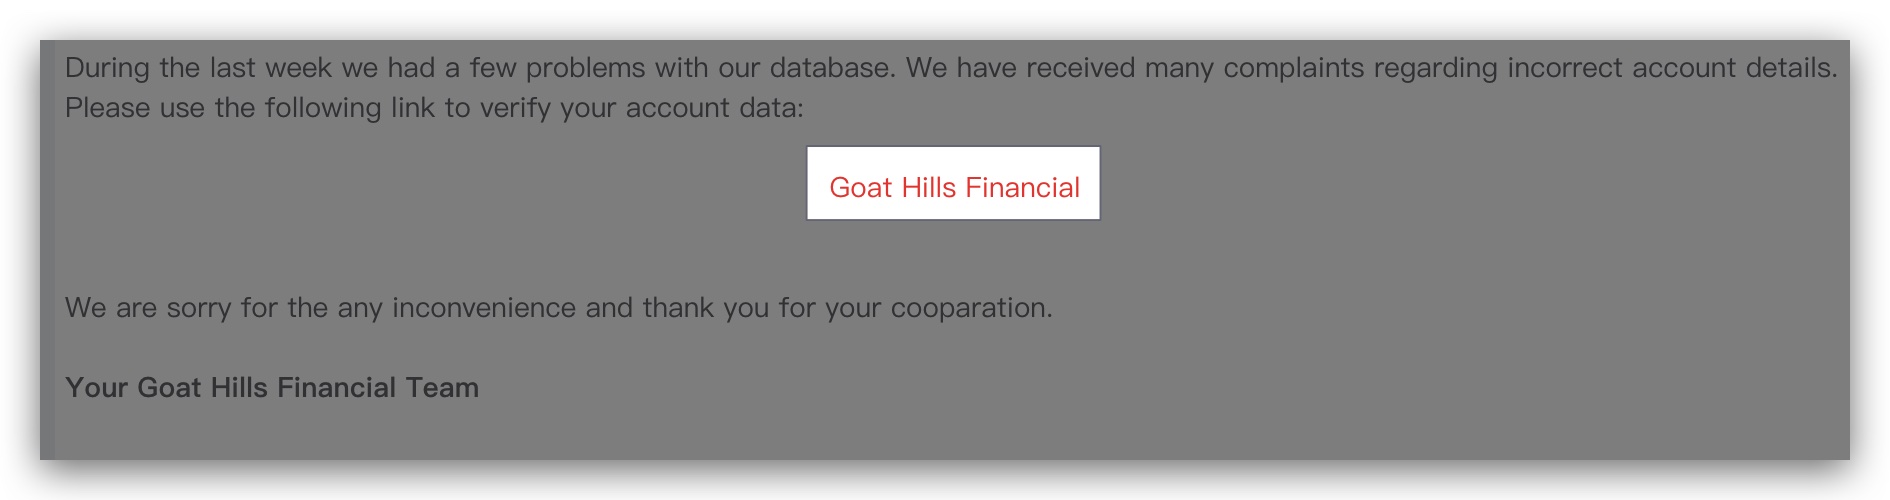 During the last week we had a few problems with our database. We have received many complaints regarding incorrect account details.
Please use the following link to verify your account data:
Goat Hills Financial
We are sorry for the any inconvenience and thank you for your cooparation.
Your Goat Hills Financial Team